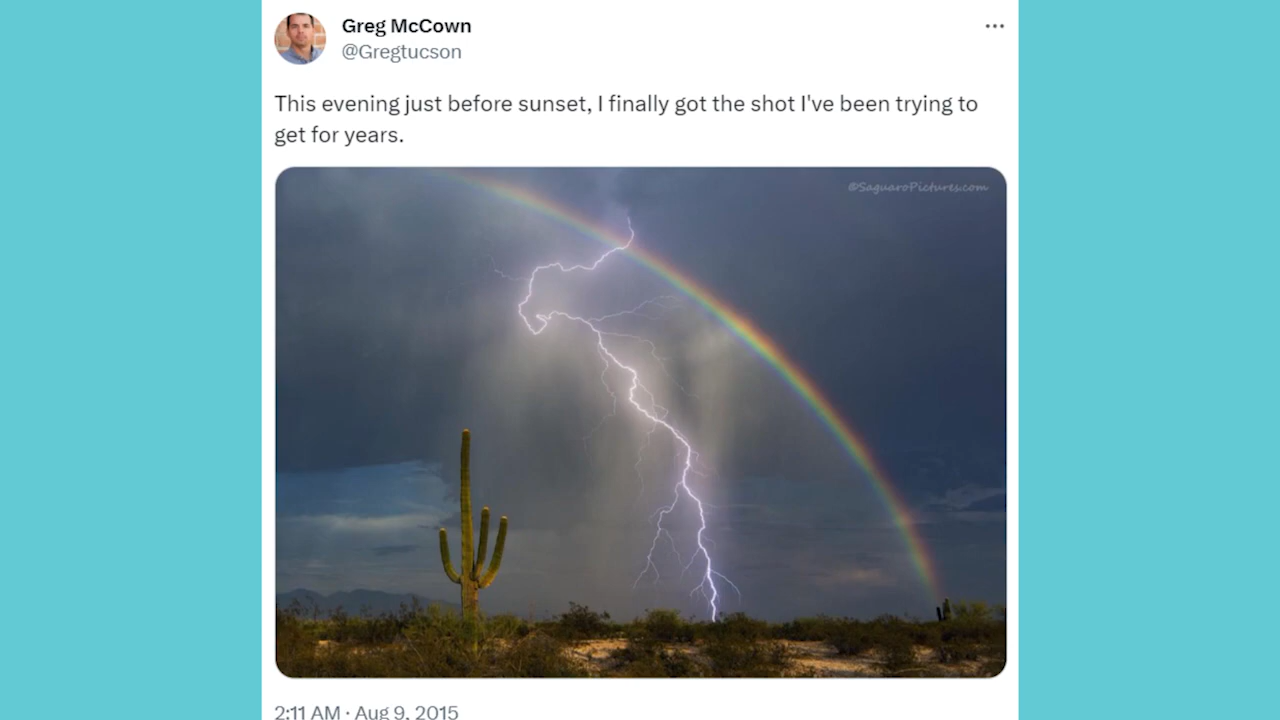 Greg McCown
@Gregtucson
This evening just before sunset, I finally got the shot I've been trying to
get for years.
©SaguaroPictures.com
2:11 AM · Aug 9, 2015